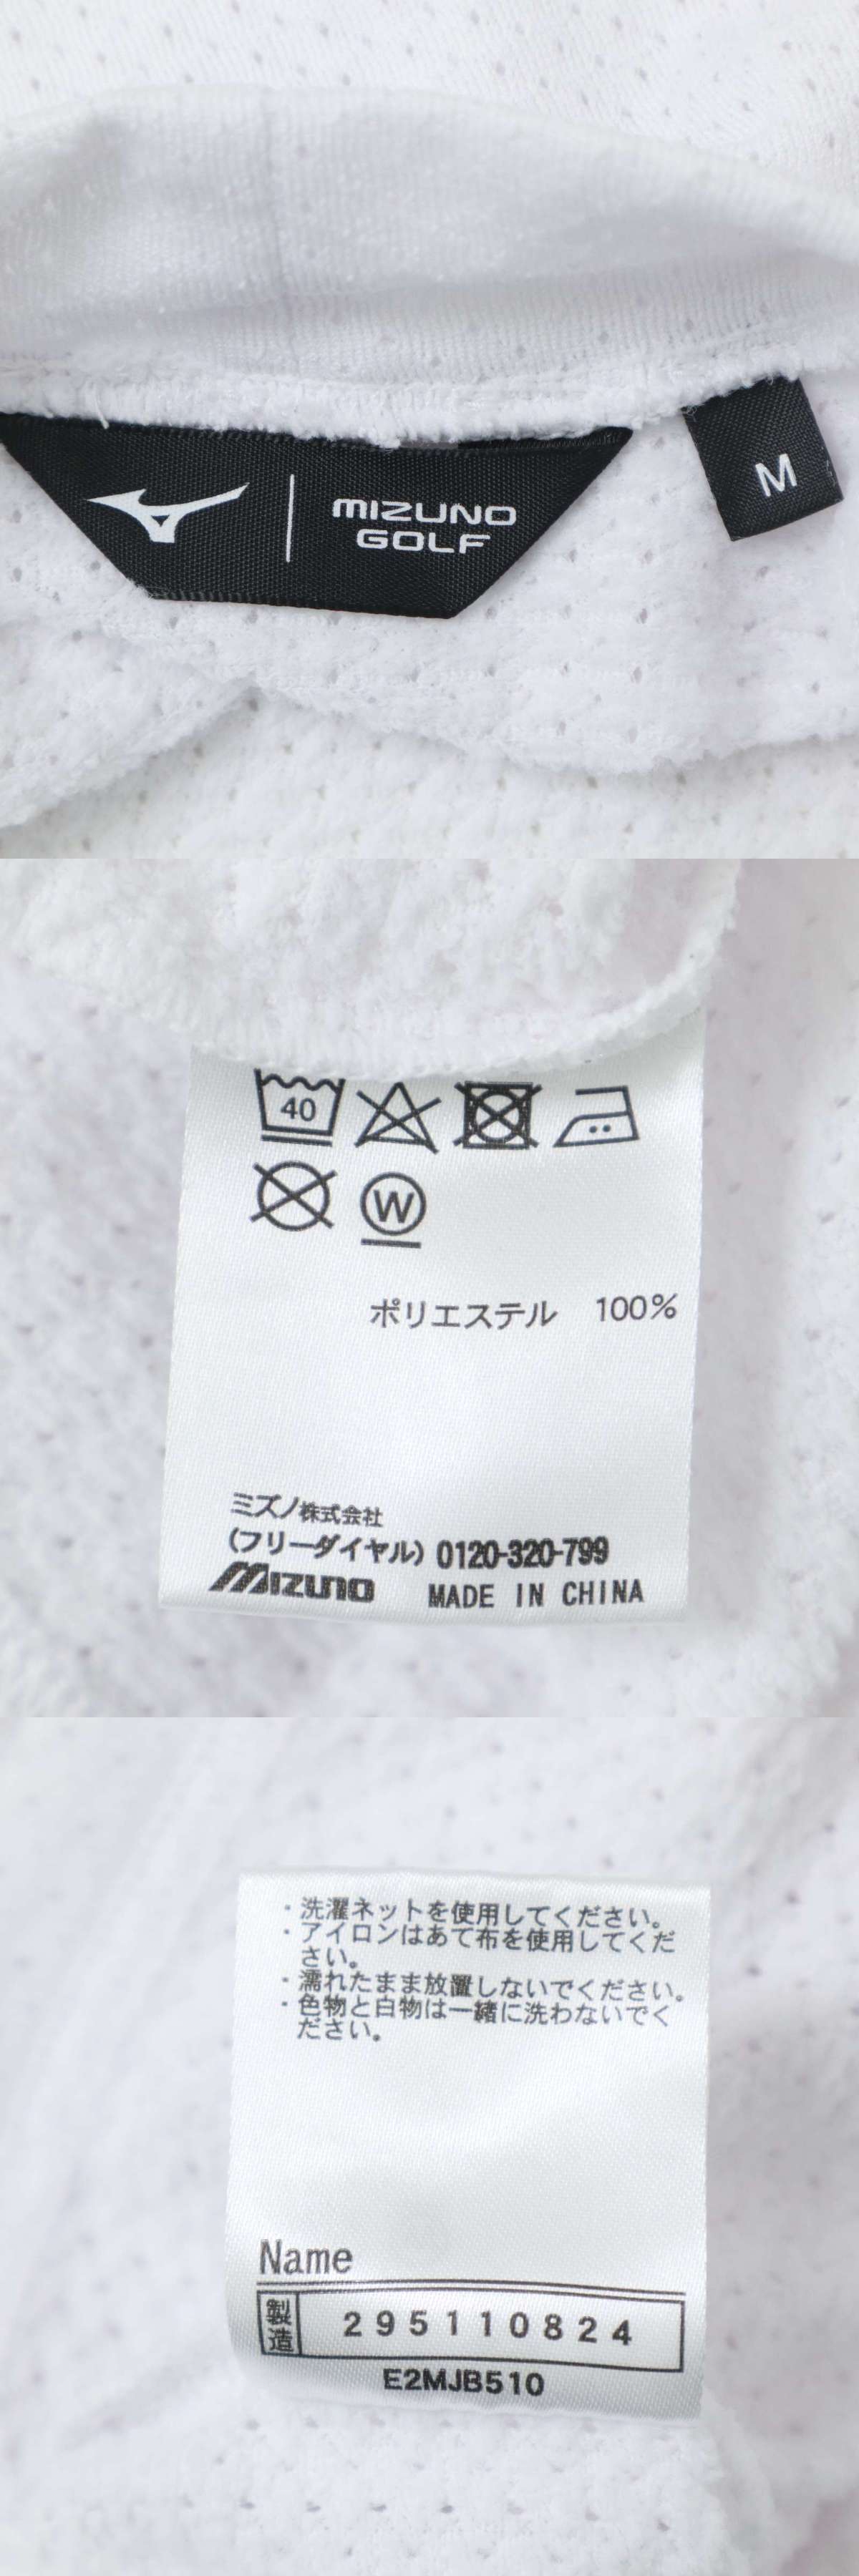 MIZUNO
GOLF
M
40
W
ポリエステル 100%
ミズノ株式会社
(フリーダイヤル) 0120-320-799
Mizuno MADE IN CHINA
・洗濯ネットを使用してください。
・アイロンはあて布を使用してくだ
さい。
・濡れたまま放置しないでください。
・色物と白物は一緒に洗わないでく
ださい。
Name
製造 295110824
E2MJB510